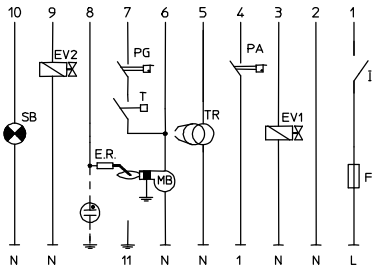 10 9 8 7 6 5 4 3 2 1
EV2 PG PA
I
T
SB TR EV1
E.R.
MB F
N N 11 N N 1 N N L